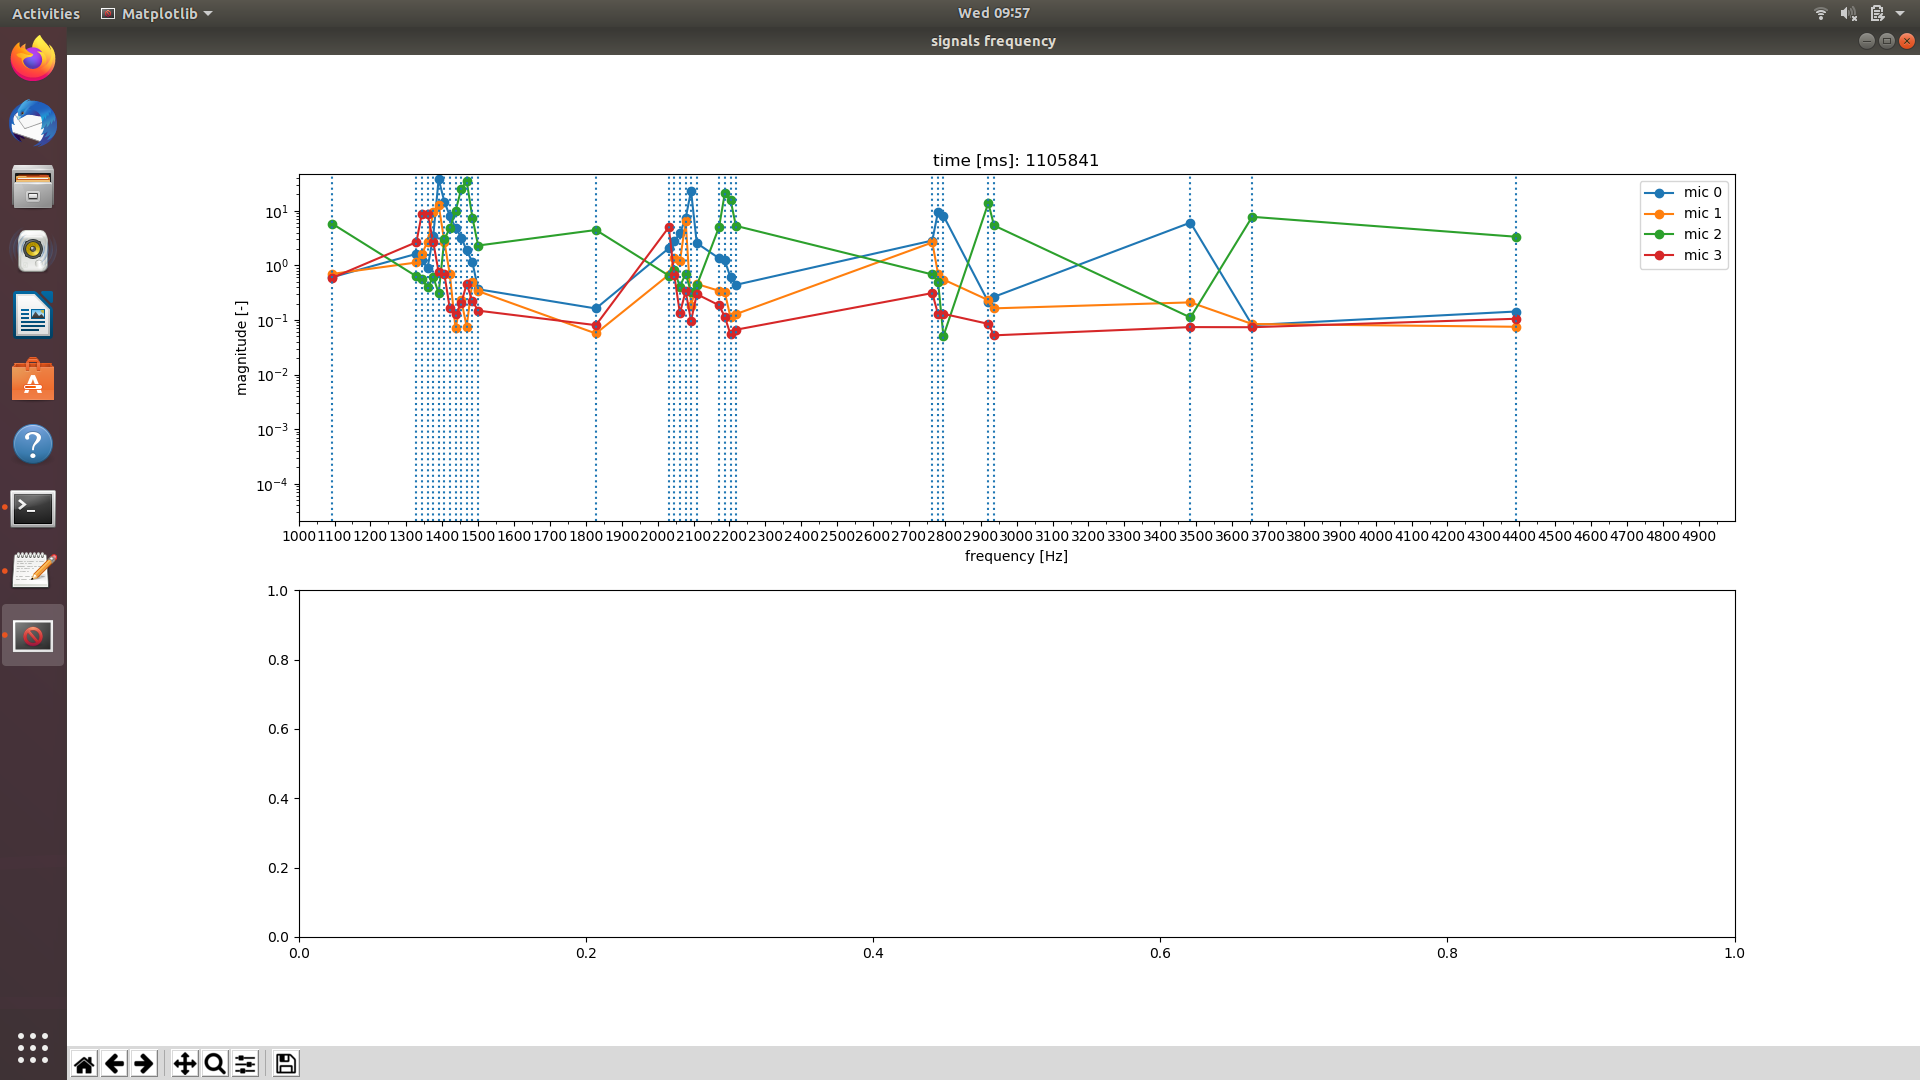 Activities Matplotlib Wed 09:57
signals frequency
time [ms]: 1105841
mic 0
mic 1
mic 2
mic 3
10^1
10^0
10^-1
10^-2
10^-3
10^-4
magnitude [-]
1000 1100 1200 1300 1400 1500 1600 1700 1800 1900 2000 2100 2200 2300 2400 2500 2600 2700 2800 2900 3000 3100 3200 3300 3400 3500 3600 3700 3800 3900 4000 4100 4200 4300 4400 4500 4600 4700 4800 4900
frequency [Hz]
1.0
0.8
0.6
0.4
0.2
0.0
0.0 0.2 0.4 0.6 0.8 1.0